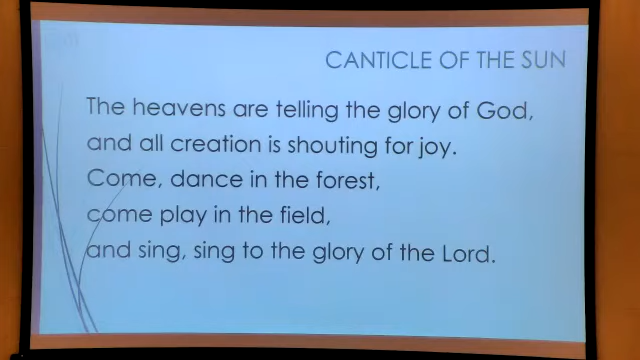 CANTICLE OF THE SUN
The heavens are telling the glory of God,
and all creation is shouting for joy.
Come, dance in the forest,
come play in the field,
and sing, sing to the glory of the Lord.